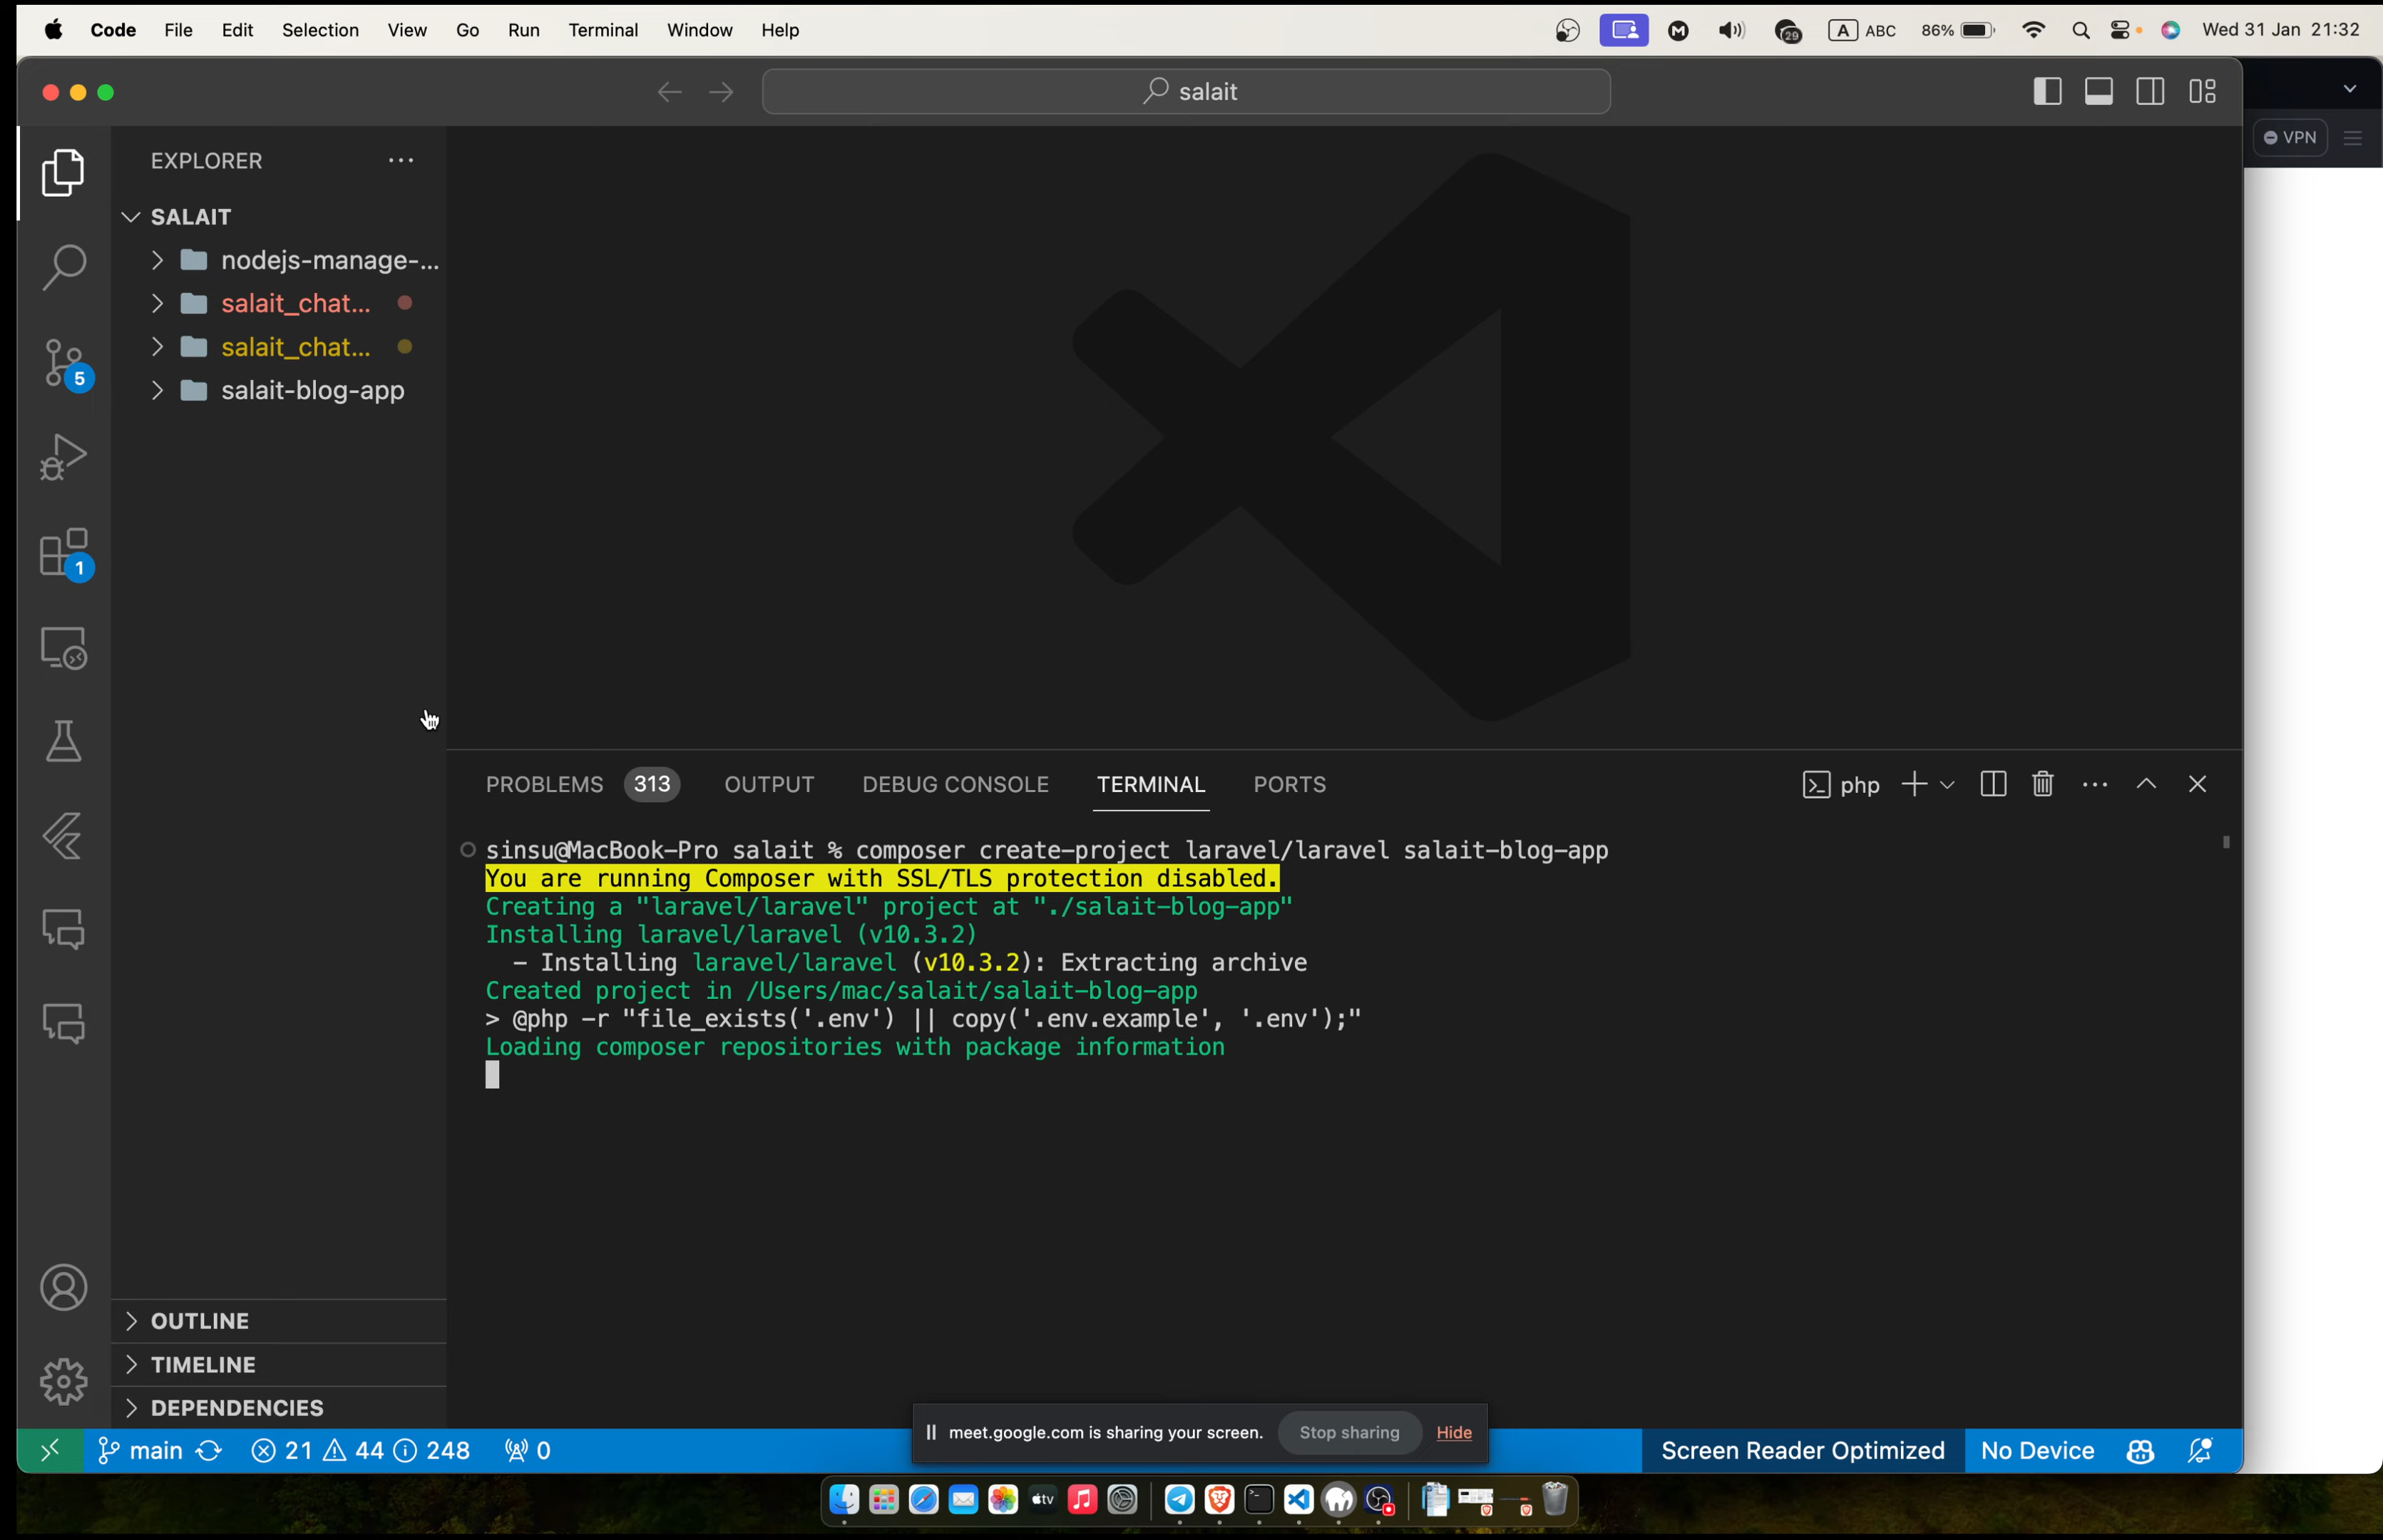 Code File Edit Selection View Go Run Terminal Window Help
29 A ABC 86% Wed 31 Jan 21:32
salait
VPN
EXPLORER
SALAIT
nodejs-manage-...
salait_chat...
salait_chat...
salait-blog-app
5
1
PROBLEMS 313 OUTPUT DEBUG CONSOLE TERMINAL PORTS
php
sinsu@MacBook-Pro salait % composer create-project laravel/laravel salait-blog-app
You are running Composer with SSL/TLS protection disabled.
Creating a "laravel/laravel" project at "./salait-blog-app"
Installing laravel/laravel (v10.3.2)
- Installing laravel/laravel (v10.3.2): Extracting archive
Created project in /Users/mac/salait/salait-blog-app
> @php -r "file_exists('.env') || copy('.env.example', '.env');"
Loading composer repositories with package information
OUTLINE
TIMELINE
DEPENDENCIES
meet.google.com is sharing your screen. Stop sharing Hide
main 21 44 248 0
Screen Reader Optimized No Device
tv